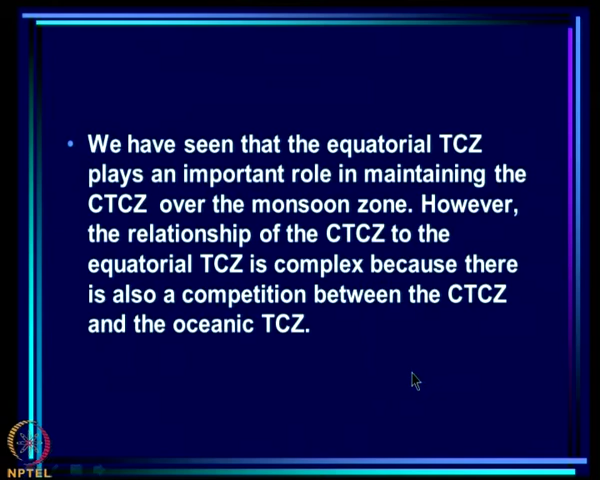 • We have seen that the equatorial TCZ
plays an important role in maintaining the
CTCZ over the monsoon zone. However,
the relationship of the CTCZ to the
equatorial TCZ is complex because there
is also a competition between the CTCZ
and the oceanic TCZ.
NPTEL